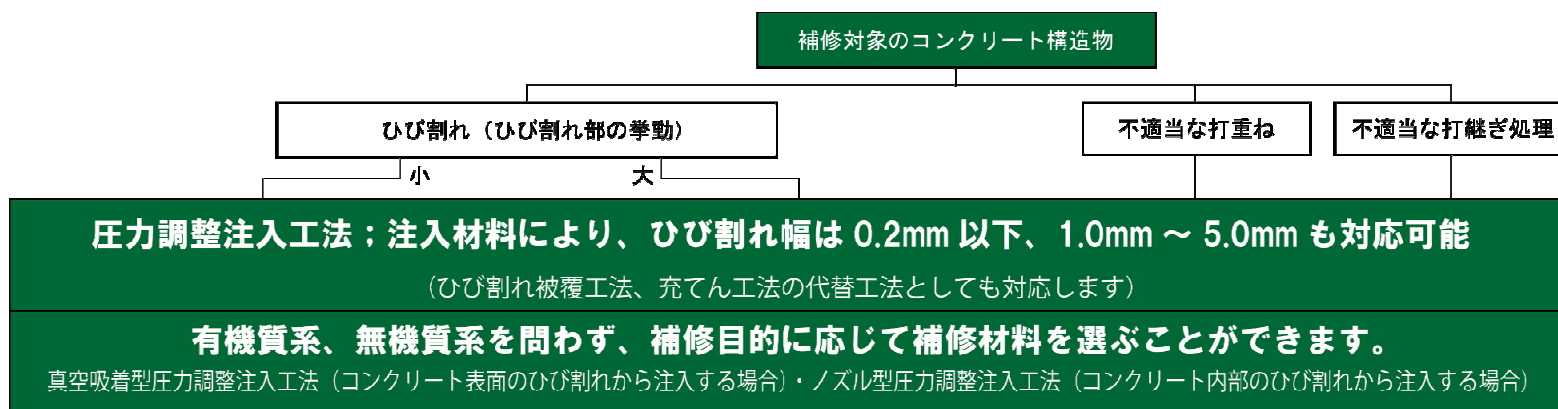 補修対象のコンクリート構造物
ひび割れ（ひび割れ部の挙動）
不適当な打重ね
不適当な打継ぎ処理
小
大
圧力調整注入工法；注入材料により、ひび割れ幅は 0.2mm 以下、1.0mm ～ 5.0mm も対応可能
（ひび割れ被覆工法、充てん工法の代替工法としても対応します）
有機質系、無機質系を問わず、補修目的に応じて補修材料を選ぶことができます。
真空吸着型圧力調整注入工法（コンクリート表面のひび割れから注入する場合）・ノズル型圧力調整注入工法（コンクリート内部のひび割れから注入する場合）